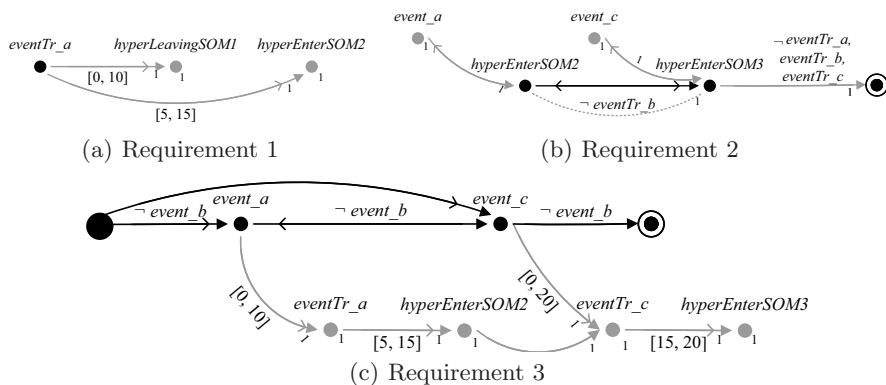 event_a
event_c
eventTr_a
hyperLeavingSOM1
hyperEnterSOM2
[0, 10]
1
1
1
1
[5, 15]
1
1
1
hyperEnterSOM2
hyperEnterSOM3
¬ eventTr_a,
eventTr_b,
eventTr_c
1
1
1
1
¬ eventTr_b
(a) Requirement 1
(b) Requirement 2
event_a
event_c
¬ event_b
¬ event_b
¬ event_b
[0, 10]
[0, 20]
eventTr_a
hyperEnterSOM2
eventTr_c
hyperEnterSOM3
1
1
[5, 15]
1
1
1
1
1
[15, 20]
1
1
(c) Requirement 3